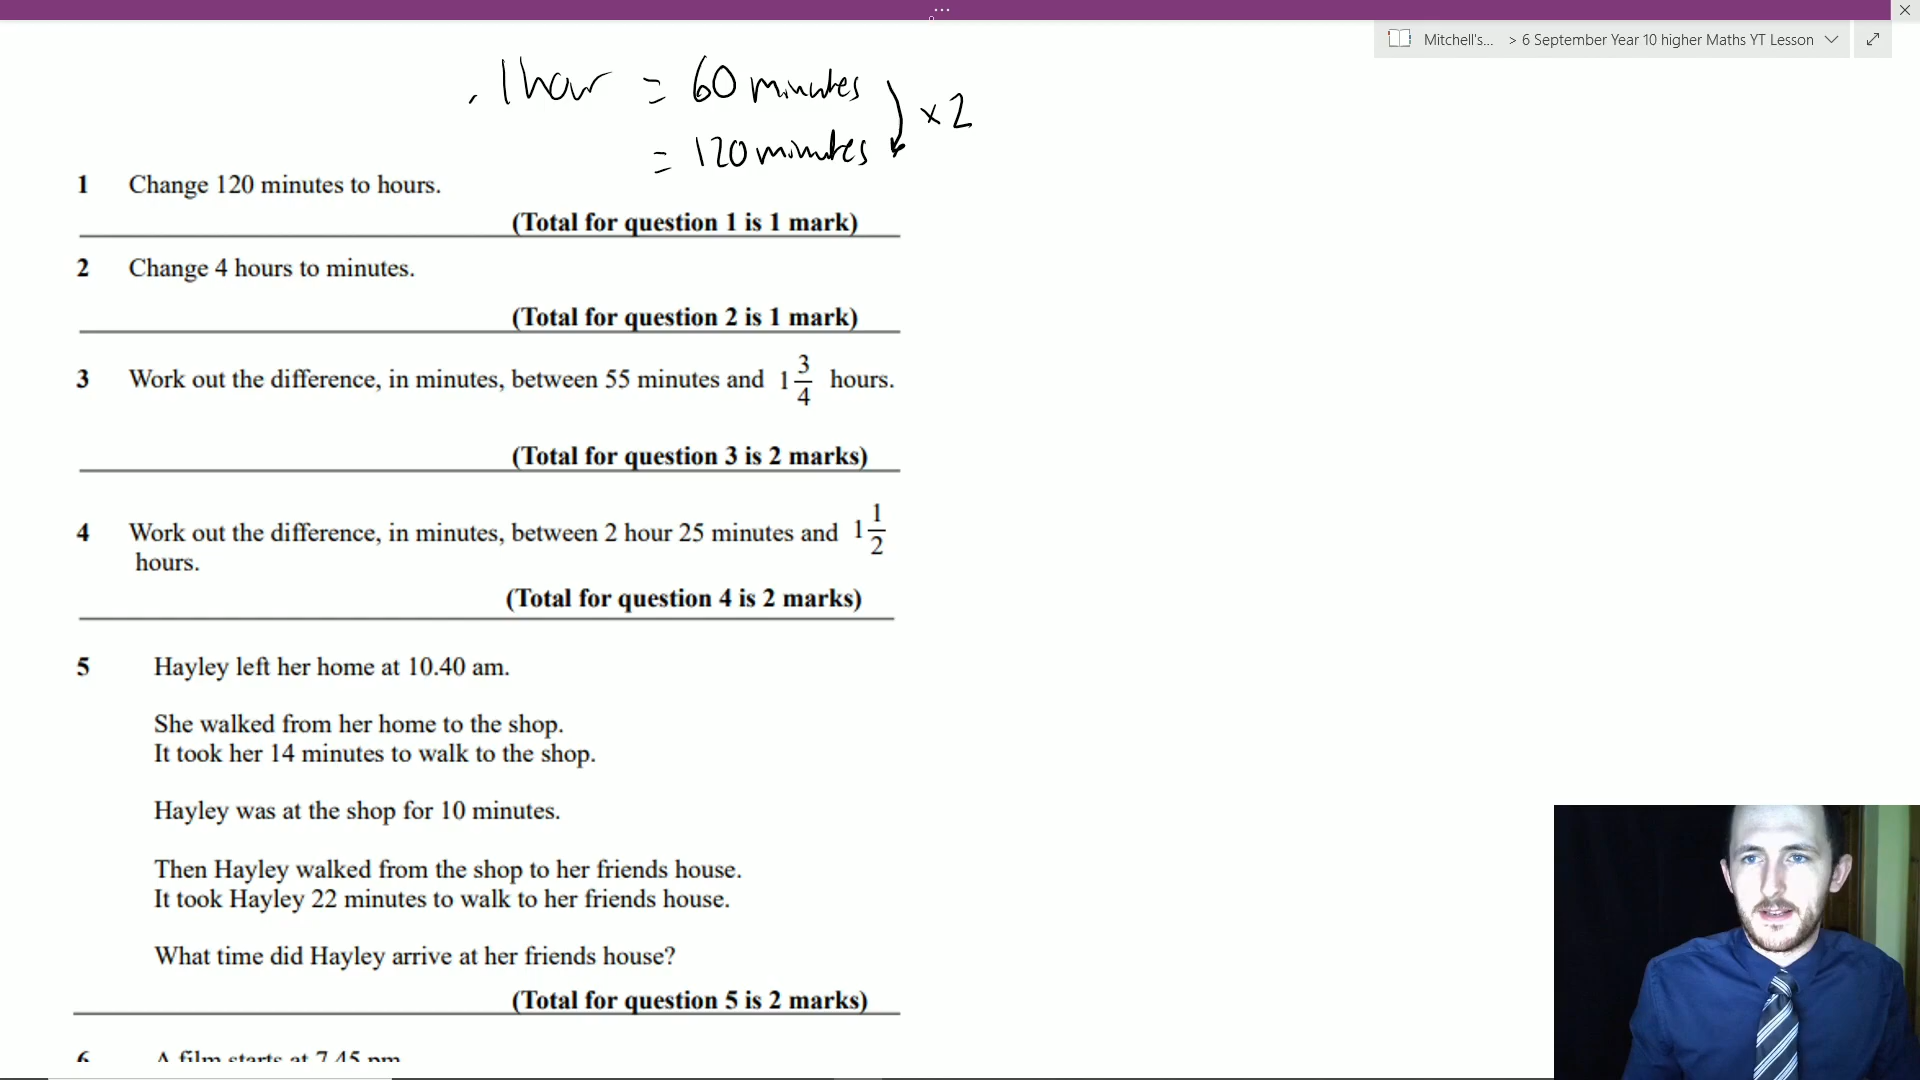 ...
Mitchell's... > 6 September Year 10 higher Maths YT Lesson
1 hour = 60 minutes
× 2
= 120 minutes
1 Change 120 minutes to hours.
(Total for question 1 is 1 mark)
2 Change 4 hours to minutes.
(Total for question 2 is 1 mark)
3 Work out the difference, in minutes, between 55 minutes and 1 3/4 hours.
(Total for question 3 is 2 marks)
4 Work out the difference, in minutes, between 2 hour 25 minutes and 1 1/2
hours.
(Total for question 4 is 2 marks)
5 Hayley left her home at 10.40 am.
She walked from her home to the shop.
It took her 14 minutes to walk to the shop.
Hayley was at the shop for 10 minutes.
Then Hayley walked from the shop to her friends house.
It took Hayley 22 minutes to walk to her friends house.
What time did Hayley arrive at her friends house?
(Total for question 5 is 2 marks)
6 A film starts at 7.45 pm